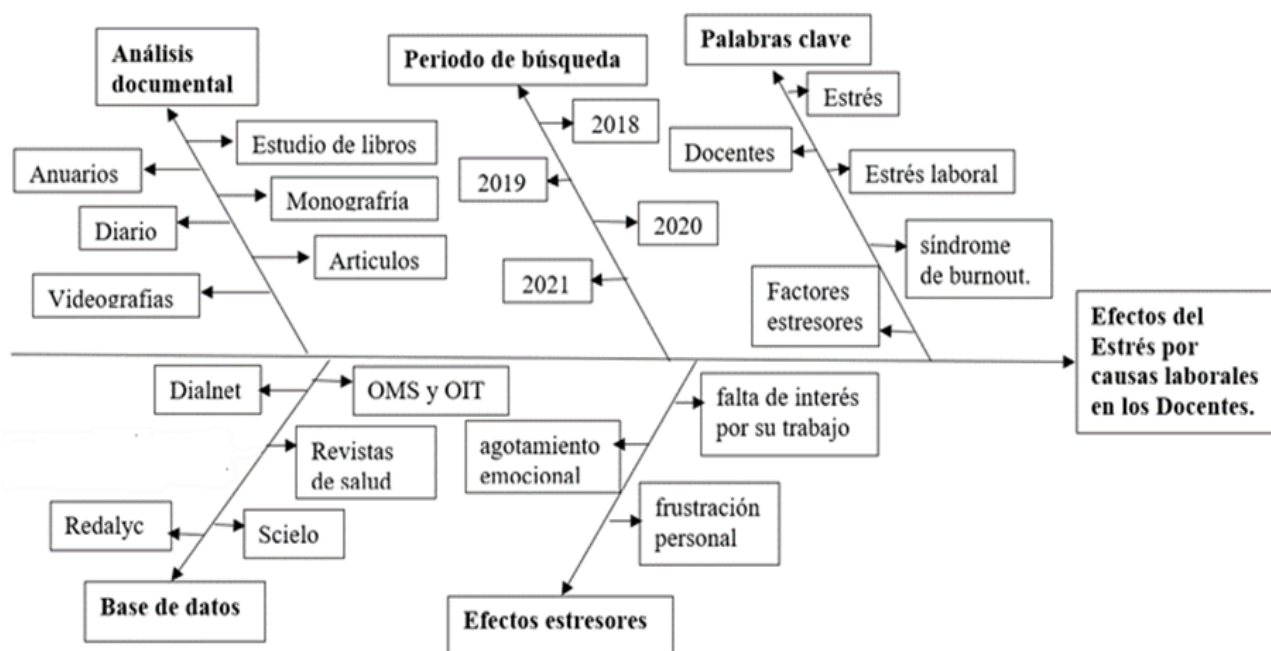 Análisis
documental
Estudio de libros
Anuarios
Monografría
Diario
Articulos
Videografias
Periodo de búsqueda
2018
2019
2020
2021
Palabras clave
Estrés
Docentes
Estrés laboral
síndrome
de burnout.
Factores
estresores
Efectos del
Estrés por
causas laborales
en los Docentes.
Dialnet
OMS y OIT
Revistas
de salud
Redalyc
Scielo
Base de datos
falta de interés
por su trabajo
agotamiento
emocional
frustración
personal
Efectos estresores